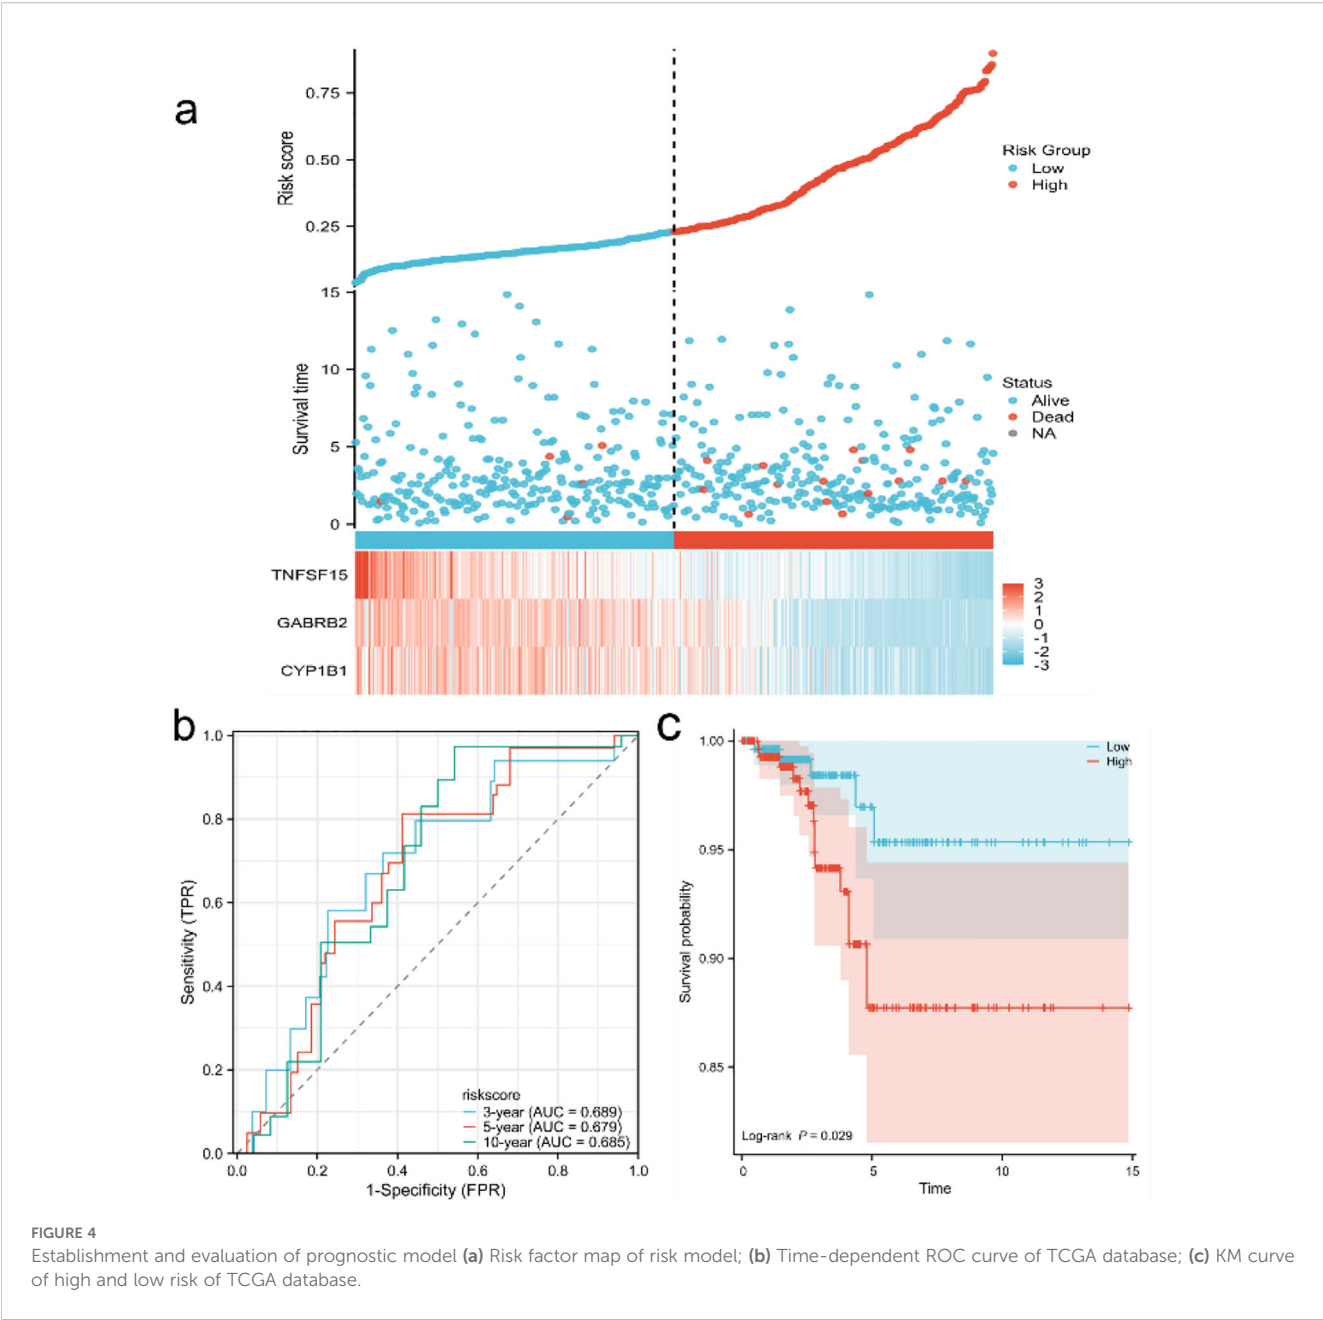 a
Risk score
0.75
0.50
0.25
Risk Group
Low
High
Survival time
15
10
5
0
Status
Alive
Dead
NA
TNFSF15
GABRB2
CYP1B1
3
2
1
0
-1
-2
-3
b
Sensitivity (TPR)
1.0
0.8
0.6
0.4
0.2
0.0
0.0 0.2 0.4 0.6 0.8 1.0
1-Specificity (FPR)
riskscore
3-year (AUC = 0.689)
5-year (AUC = 0.679)
10-year (AUC = 0.685)
c
Survival probability
1.00
0.95
0.90
0.85
Low
High
Log-rank P = 0.029
0 5 10 15
Time
FIGURE 4
Establishment and evaluation of prognostic model (a) Risk factor map of risk model; (b) Time-dependent ROC curve of TCGA database; (c) KM curve
of high and low risk of TCGA database.